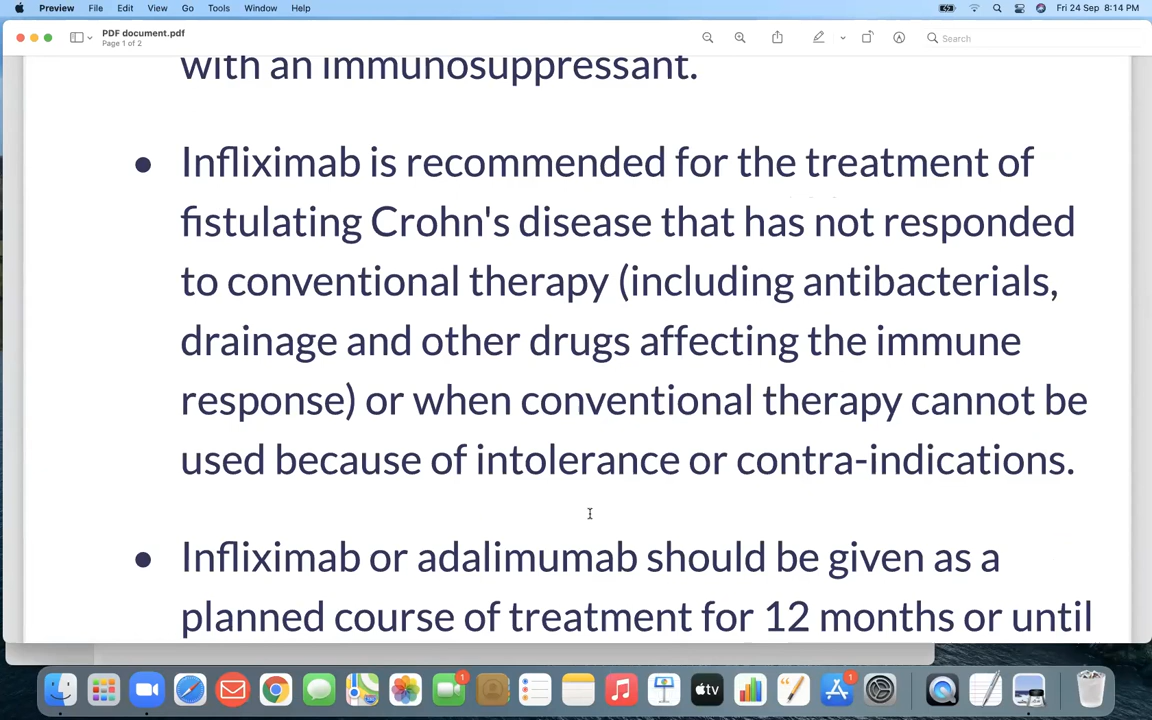 Preview File Edit View Go Tools Window Help Fri 24 Sep 8:14 PM
PDF document.pdf
Page 1 of 2
Search
with an immunosuppressant.
● Infliximab is recommended for the treatment of
fistulating Crohn's disease that has not responded
to conventional therapy (including antibacterials,
drainage and other drugs affecting the immune
response) or when conventional therapy cannot be
used because of intolerance or contra-indications.
● Infliximab or adalimumab should be given as a
planned course of treatment for 12 months or until
1
tv
1